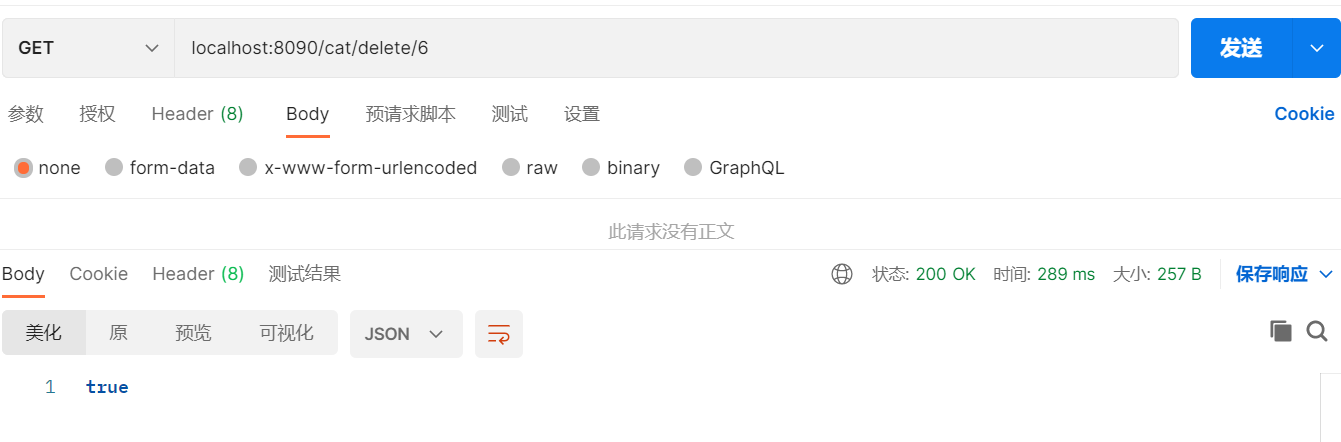 GET localhost:8090/cat/delete/6 发送
参数 授权 Header (8) Body 预请求脚本 测试 设置 Cookie
none form-data x-www-form-urlencoded raw binary GraphQL
此请求没有正文
Body Cookie Header (8) 测试结果 状态: 200 OK 时间: 289 ms 大小: 257 B 保存响应
美化 原 预览 可视化 JSON
1 true